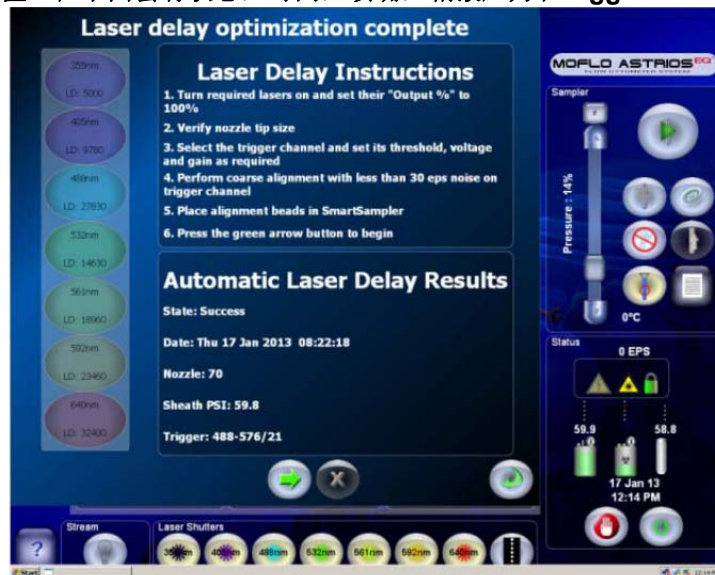 Laser delay optimization complete
355nm
LD: 5000
405nm
LD: 9780
488nm
LD: 27830
532nm
LD: 14630
561nm
LD: 18960
592nm
LD: 23460
640nm
LD: 32400
Laser Delay Instructions
1. Turn required lasers on and set their "Output %" to
100%
2. Verify nozzle tip size
3. Select the trigger channel and set its threshold, voltage
and gain as required
4. Perform coarse alignment with less than 30 eps noise on
trigger channel
5. Place alignment beads in SmartSampler
6. Press the green arrow button to begin
Automatic Laser Delay Results
State: Success
Date: Thu 17 Jan 2013 08:22:18
Nozzle: 70
Sheath PSI: 59.8
Trigger: 488-576/21
X
MOFLO ASTRIOS EQ
FLOW CYTOMETER SYSTEM
Sampler
Pressure : 14%
0°C
Status
0 EPS
59.9
58.8
17 Jan 13
12:14 PM
?
Stream
Laser Shutters
355nm
405nm
488nm
532nm
561nm
592nm
640nm
Start